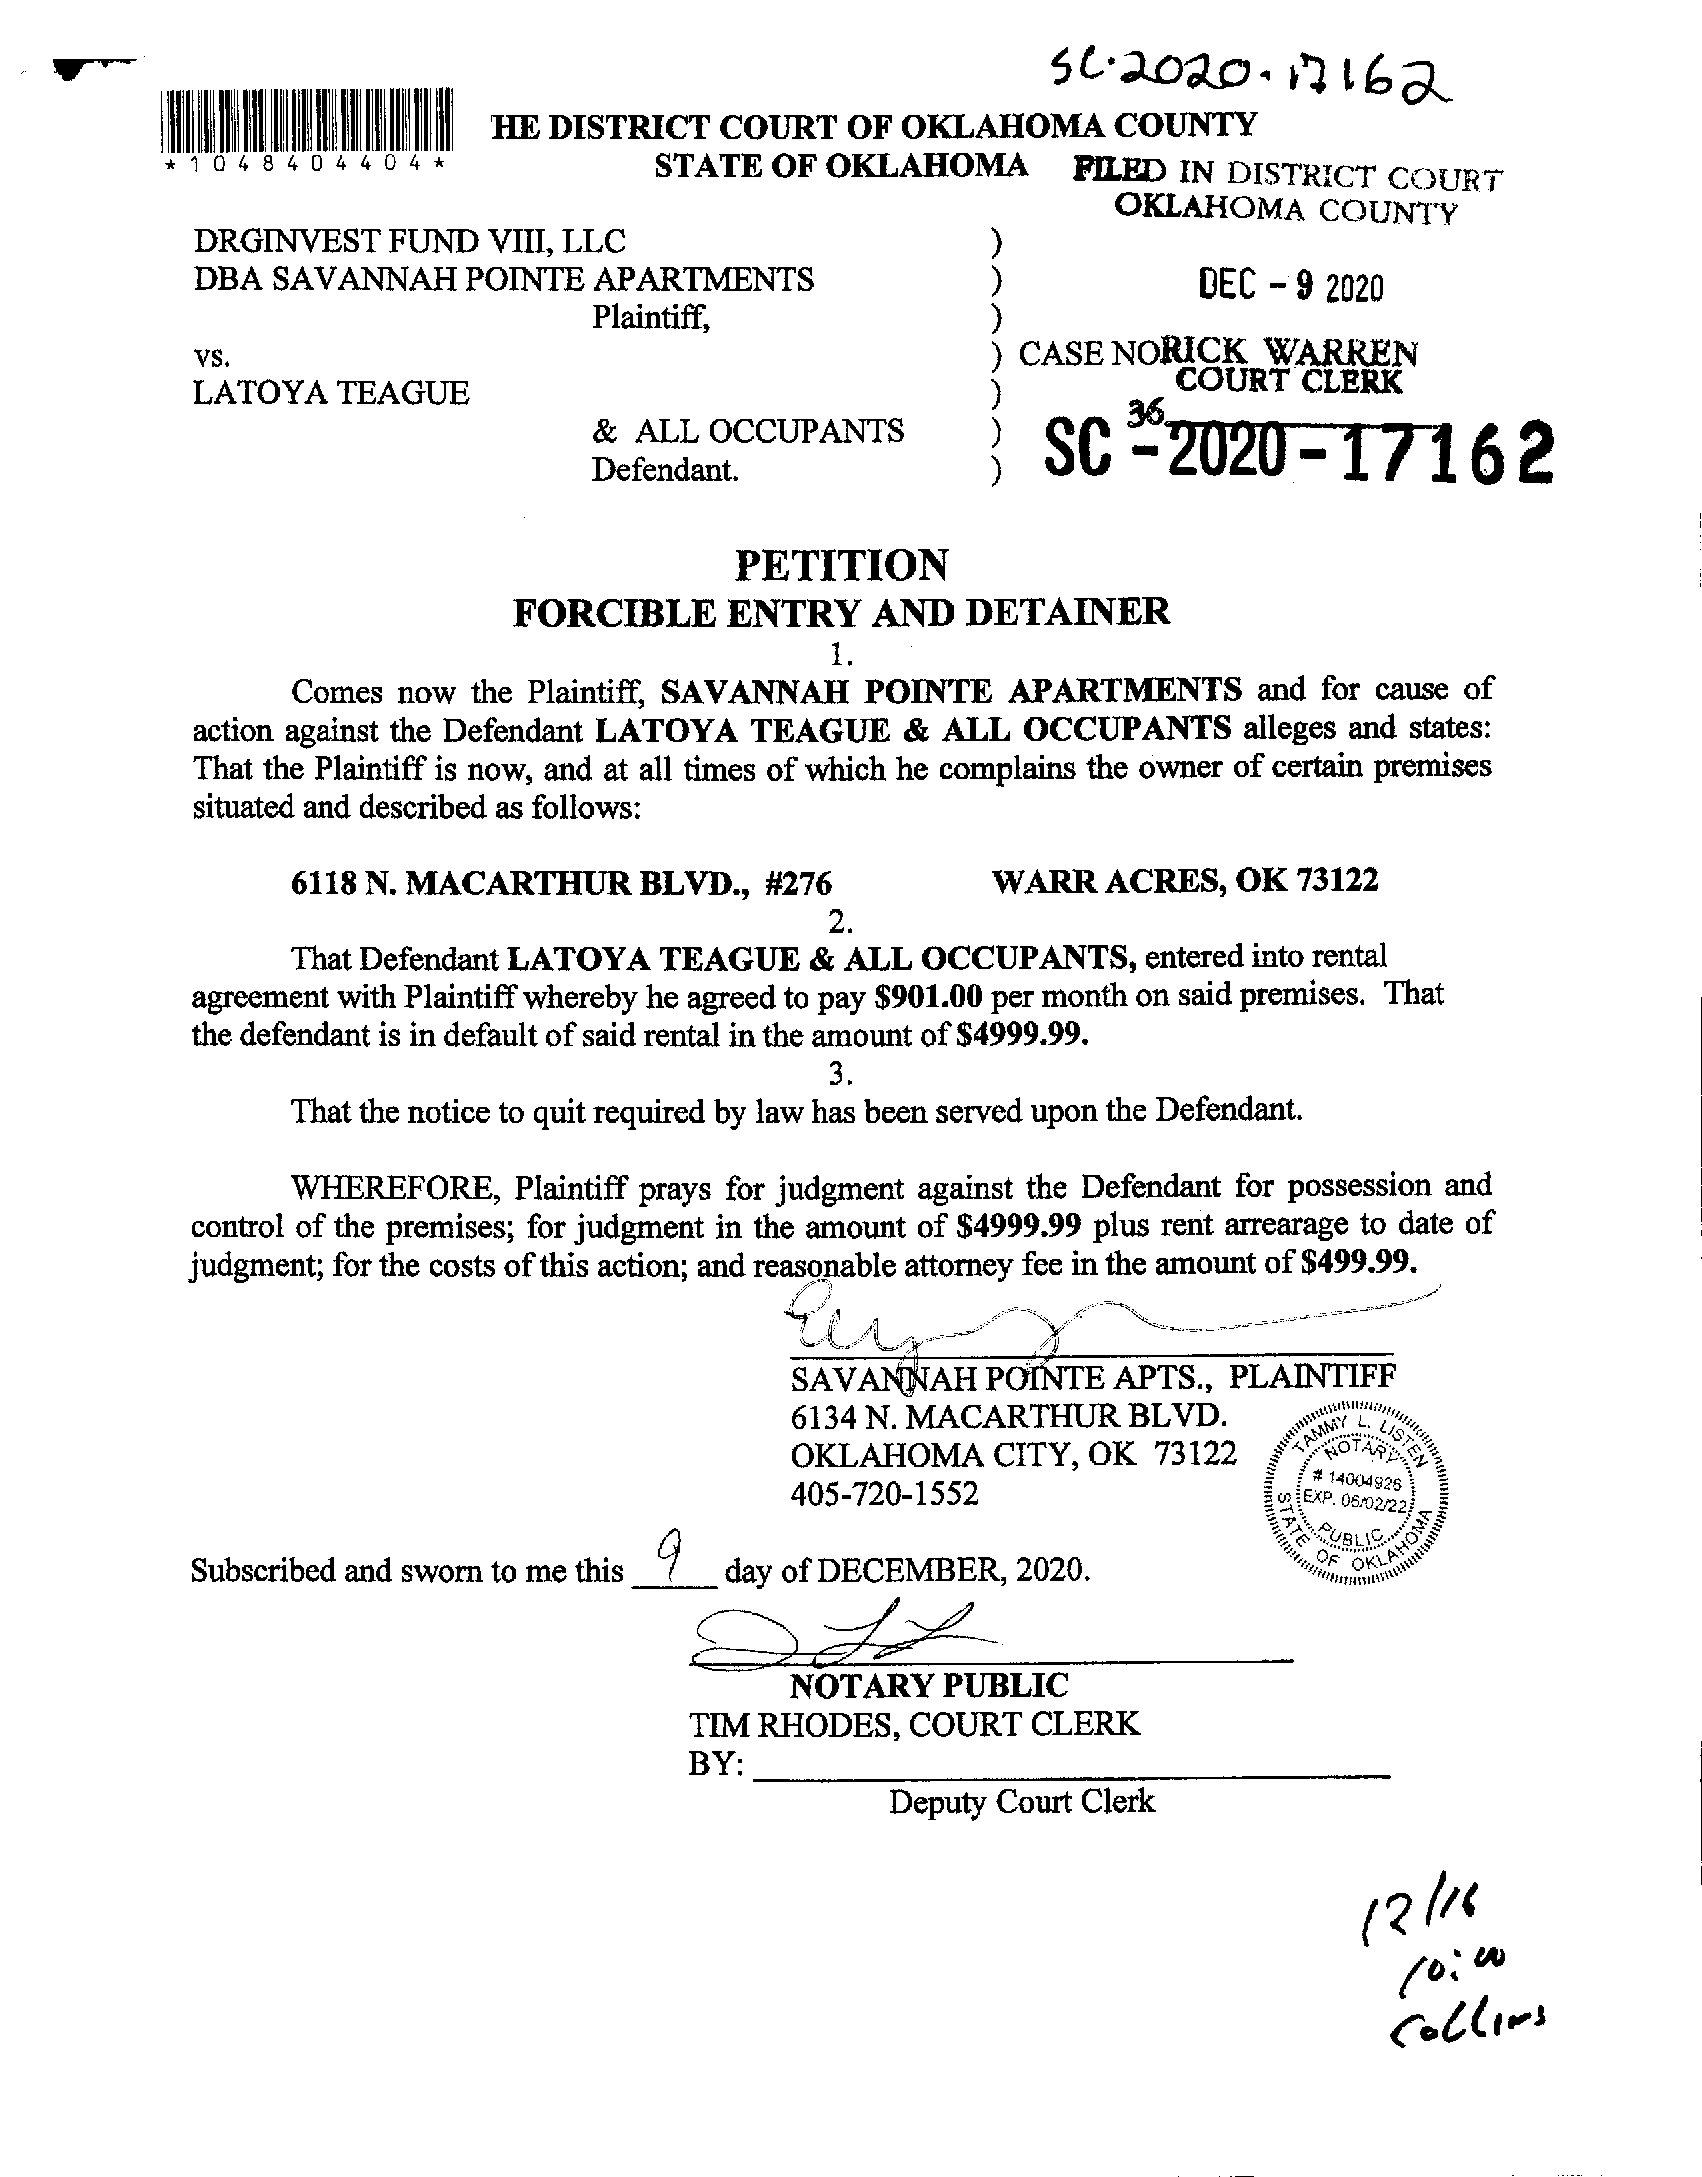 SC-2020-17162
*1048404404*
HE DISTRICT COURT OF OKLAHOMA COUNTY
STATE OF OKLAHOMA
FILED IN DISTRICT COURT
OKLAHOMA COUNTY
DRGINVEST FUND VIII, LLC )
DBA SAVANNAH POINTE APARTMENTS )
DEC - 9 2020
Plaintiff, )
vs. ) CASE NO
RICK WARREN
COURT CLERK
LATOYA TEAGUE )
36
& ALL OCCUPANTS )
SC-2020-17162
Defendant. )
PETITION
FORCIBLE ENTRY AND DETAINER
1.
Comes now the Plaintiff, SAVANNAH POINTE APARTMENTS and for cause of
action against the Defendant LATOYA TEAGUE & ALL OCCUPANTS alleges and states:
That the Plaintiff is now, and at all times of which he complains the owner of certain premises
situated and described as follows:
6118 N. MACARTHUR BLVD., #276 WARR ACRES, OK 73122
2.
That Defendant LATOYA TEAGUE & ALL OCCUPANTS, entered into rental
agreement with Plaintiff whereby he agreed to pay $901.00 per month on said premises. That
the defendant is in default of said rental in the amount of $4999.99.
3.
That the notice to quit required by law has been served upon the Defendant.
WHEREFORE, Plaintiff prays for judgment against the Defendant for possession and
control of the premises; for judgment in the amount of $4999.99 plus rent arrearage to date of
judgment; for the costs of this action; and reasonable attorney fee in the amount of $499.99.
SAVANNAH POINTE APTS., PLAINTIFF
6134 N. MACARTHUR BLVD.
OKLAHOMA CITY, OK 73122
405-720-1552
TAMMY L. LISTEN
NOTARY
# 14004926
EXP. 06/02/22
PUBLIC
STATE OF OKLAHOMA
Subscribed and sworn to me this 9 day of DECEMBER, 2020.
NOTARY PUBLIC
TIM RHODES, COURT CLERK
BY:
Deputy Court Clerk
12/16
10:00
Collins